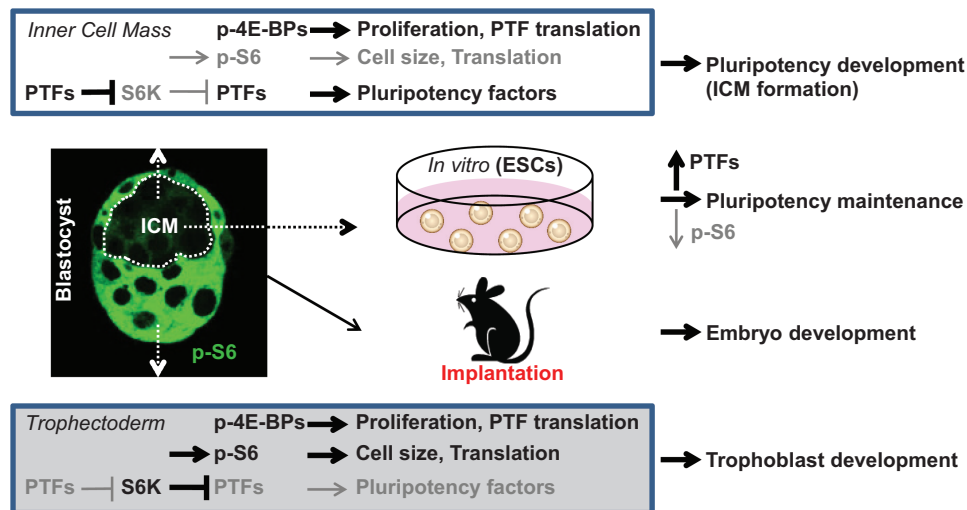 Inner Cell Mass p-4E-BPs Proliferation, PTF translation
p-S6 Cell size, Translation
PTFs S6K PTFs Pluripotency factors
Pluripotency development
(ICM formation)
Blastocyst
ICM
p-S6
In vitro (ESCs)
PTFs
Pluripotency maintenance
p-S6
Implantation
Embryo development
Trophectoderm p-4E-BPs Proliferation, PTF translation
p-S6 Cell size, Translation
PTFs S6K PTFs Pluripotency factors
Trophoblast development